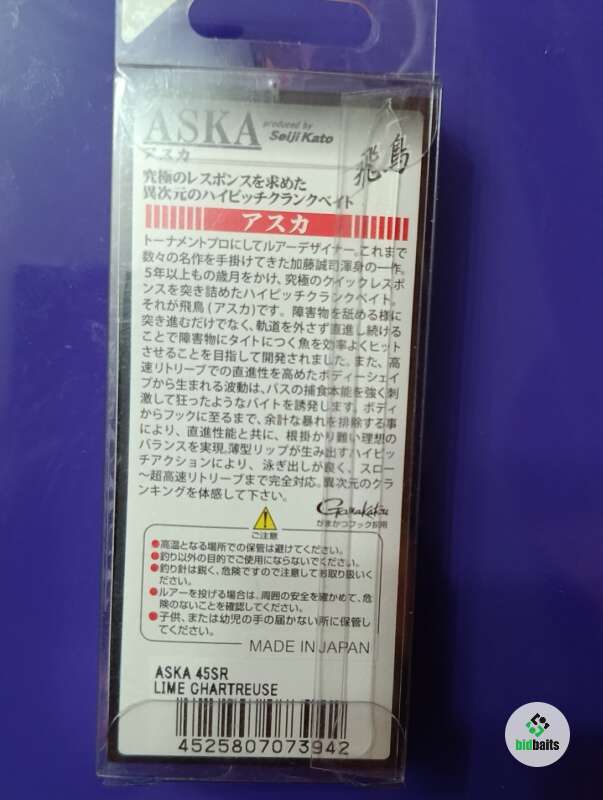 ASKA
produced by
Seiji Kato
アスカ
飛鳥
究極のレスポンスを求めた
異次元のハイピッチクランクベイト
アスカ
トーナメントプロにしてルアーデザイナー。これまで
数々の名作を手掛けてきた加藤誠司渾身の一作。
5年以上もの歳月をかけ、究極のクイックレスポ
ンスを突き詰めたハイピッチクランクベイト。
それが飛鳥(アスカ)です。障害物を舐める様に
突き進むだけでなく、軌道を外さず直進し続ける
ことで障害物にタイトにつく魚を効率よくヒット
させることを目指して開発されました。また、高
速リトリーブでの直進性を高めたボディーシェイ
プから生まれる波動は、バスの捕食本能を強く刺
激して狂ったようなバイトを誘発します。ボディ
からフックに至るまで、余計な暴れを排除する事
により、直進性能と共に、根掛かり難い理想の
バランスを実現。薄型リップが生み出すハイピッ
チアクションにより、泳ぎ出しが良く、スロー
〜超高速リトリーブまで完全対応。異次元のクラ
ンキングを体感して下さい。
Gamakatsu
がまかつフック採用
ご注意
●高温となる場所での保管は避けてください。
●釣り以外の目的でご使用にならないでください。
●釣り針は鋭く、危険ですので注意してお取り扱いく
ださい。
●ルアーを投げる場合は、周囲の安全を確かめて、危
険のないことを確認してください。
●子供、または幼児の手の届かない所に保管し
てください。
MADE IN JAPAN
ASKA 45SR
LIME CHARTREUSE
4525807073942
bidbaits